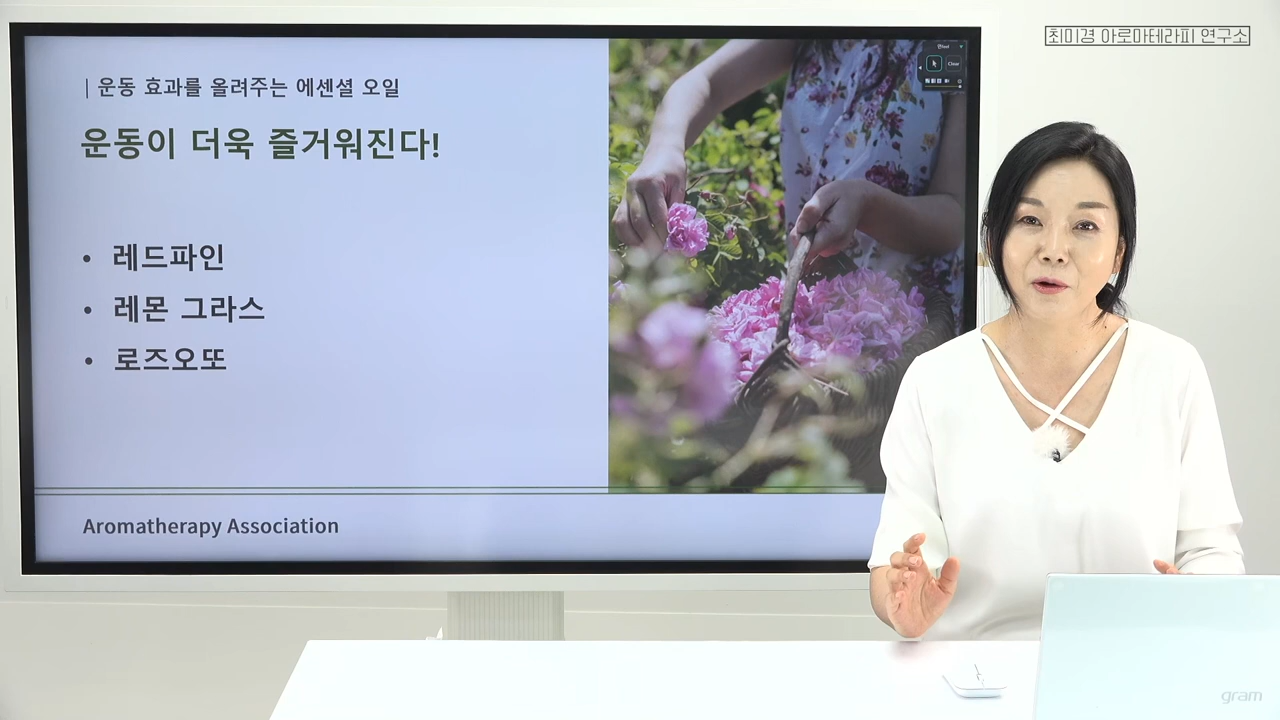 최미경 아로마테라피 연구소
| 운동 효과를 올려주는 에센셜 오일
운동이 더욱 즐거워진다!
• 레드파인
• 레몬 그라스
• 로즈오또
Aromatherapy Association
gram